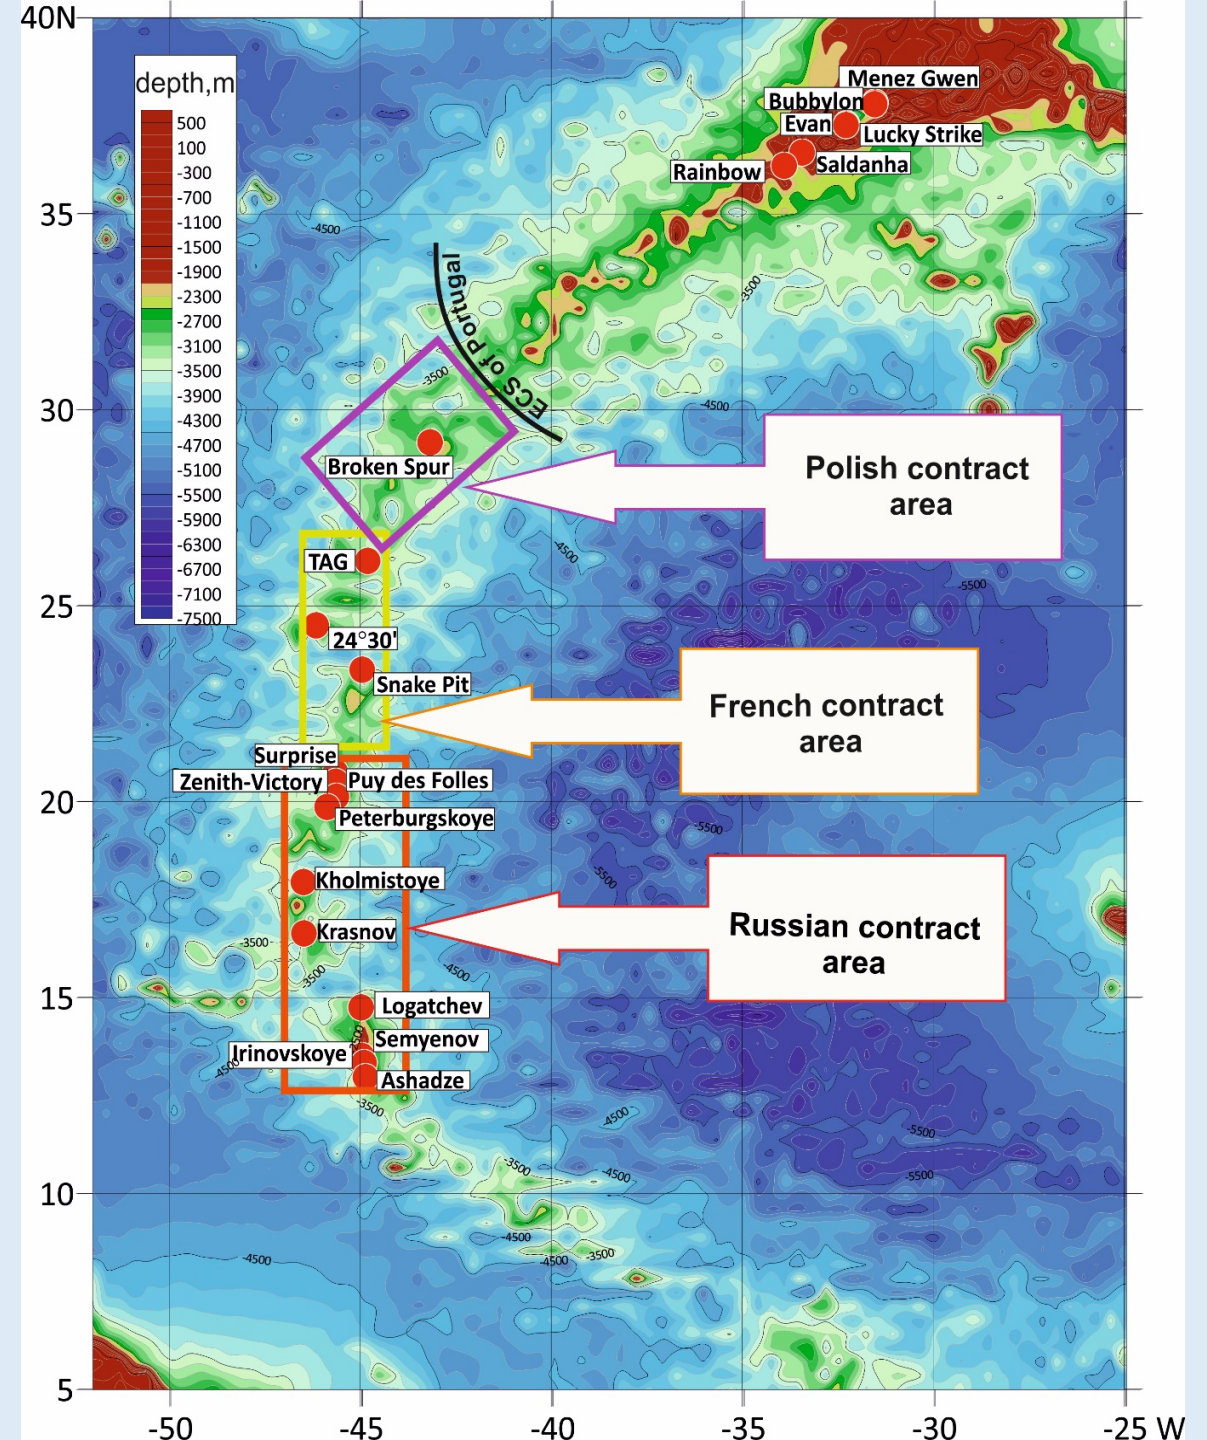 40N
depth,m
500
100
-300
-700
-1100
-1500
-1900
-2300
-2700
-3100
-3500
-3900
-4300
-4700
-5100
-5500
-5900
-6300
-6700
-7100
-7500
Menez Gwen
Bubbylon
Evan
Lucky Strike
Saldanha
Rainbow
35
-4500
-3500
ECS of Portugal
-3500
-4500
30
Broken Spur
Polish contract
area
-4500
TAG
-5500
25
24°30'
Snake Pit
French contract
area
Surprise
Zenith-Victory
Puy des Folles
20
Peterburgskoye
-5500
-5500
Kholmistoye
Krasnov
Russian contract
area
-3500
-3500
-4500
15
Logatchev
3500
Semyenov
Irinovskoye
-4500
Ashadze
-3500
-4500
-5500
-3500
-4500
-5500
10
-4500
-4500
-3500
-4500
5
-50
-45
-40
-35
-30
-25 W